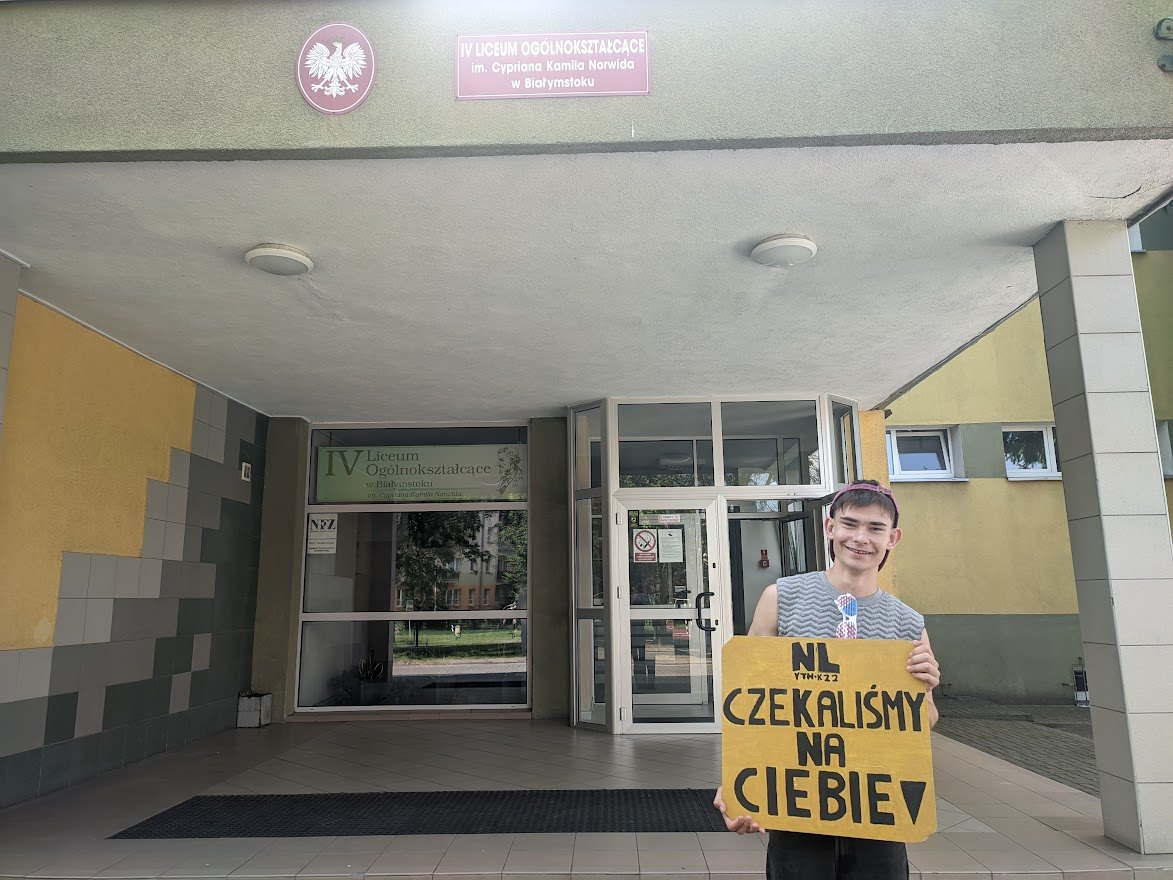 IV LICEUM OGÓLNOKSZTAŁCĄCE
im. Cypriana Kamila Norwida
w Białymstoku
IV Liceum
Ogólnokształcące
w Białymstoku
im. Cypriana Kamila Norwida
NFZ
NL
CZEKALIŚMY
NA
CIEBIE